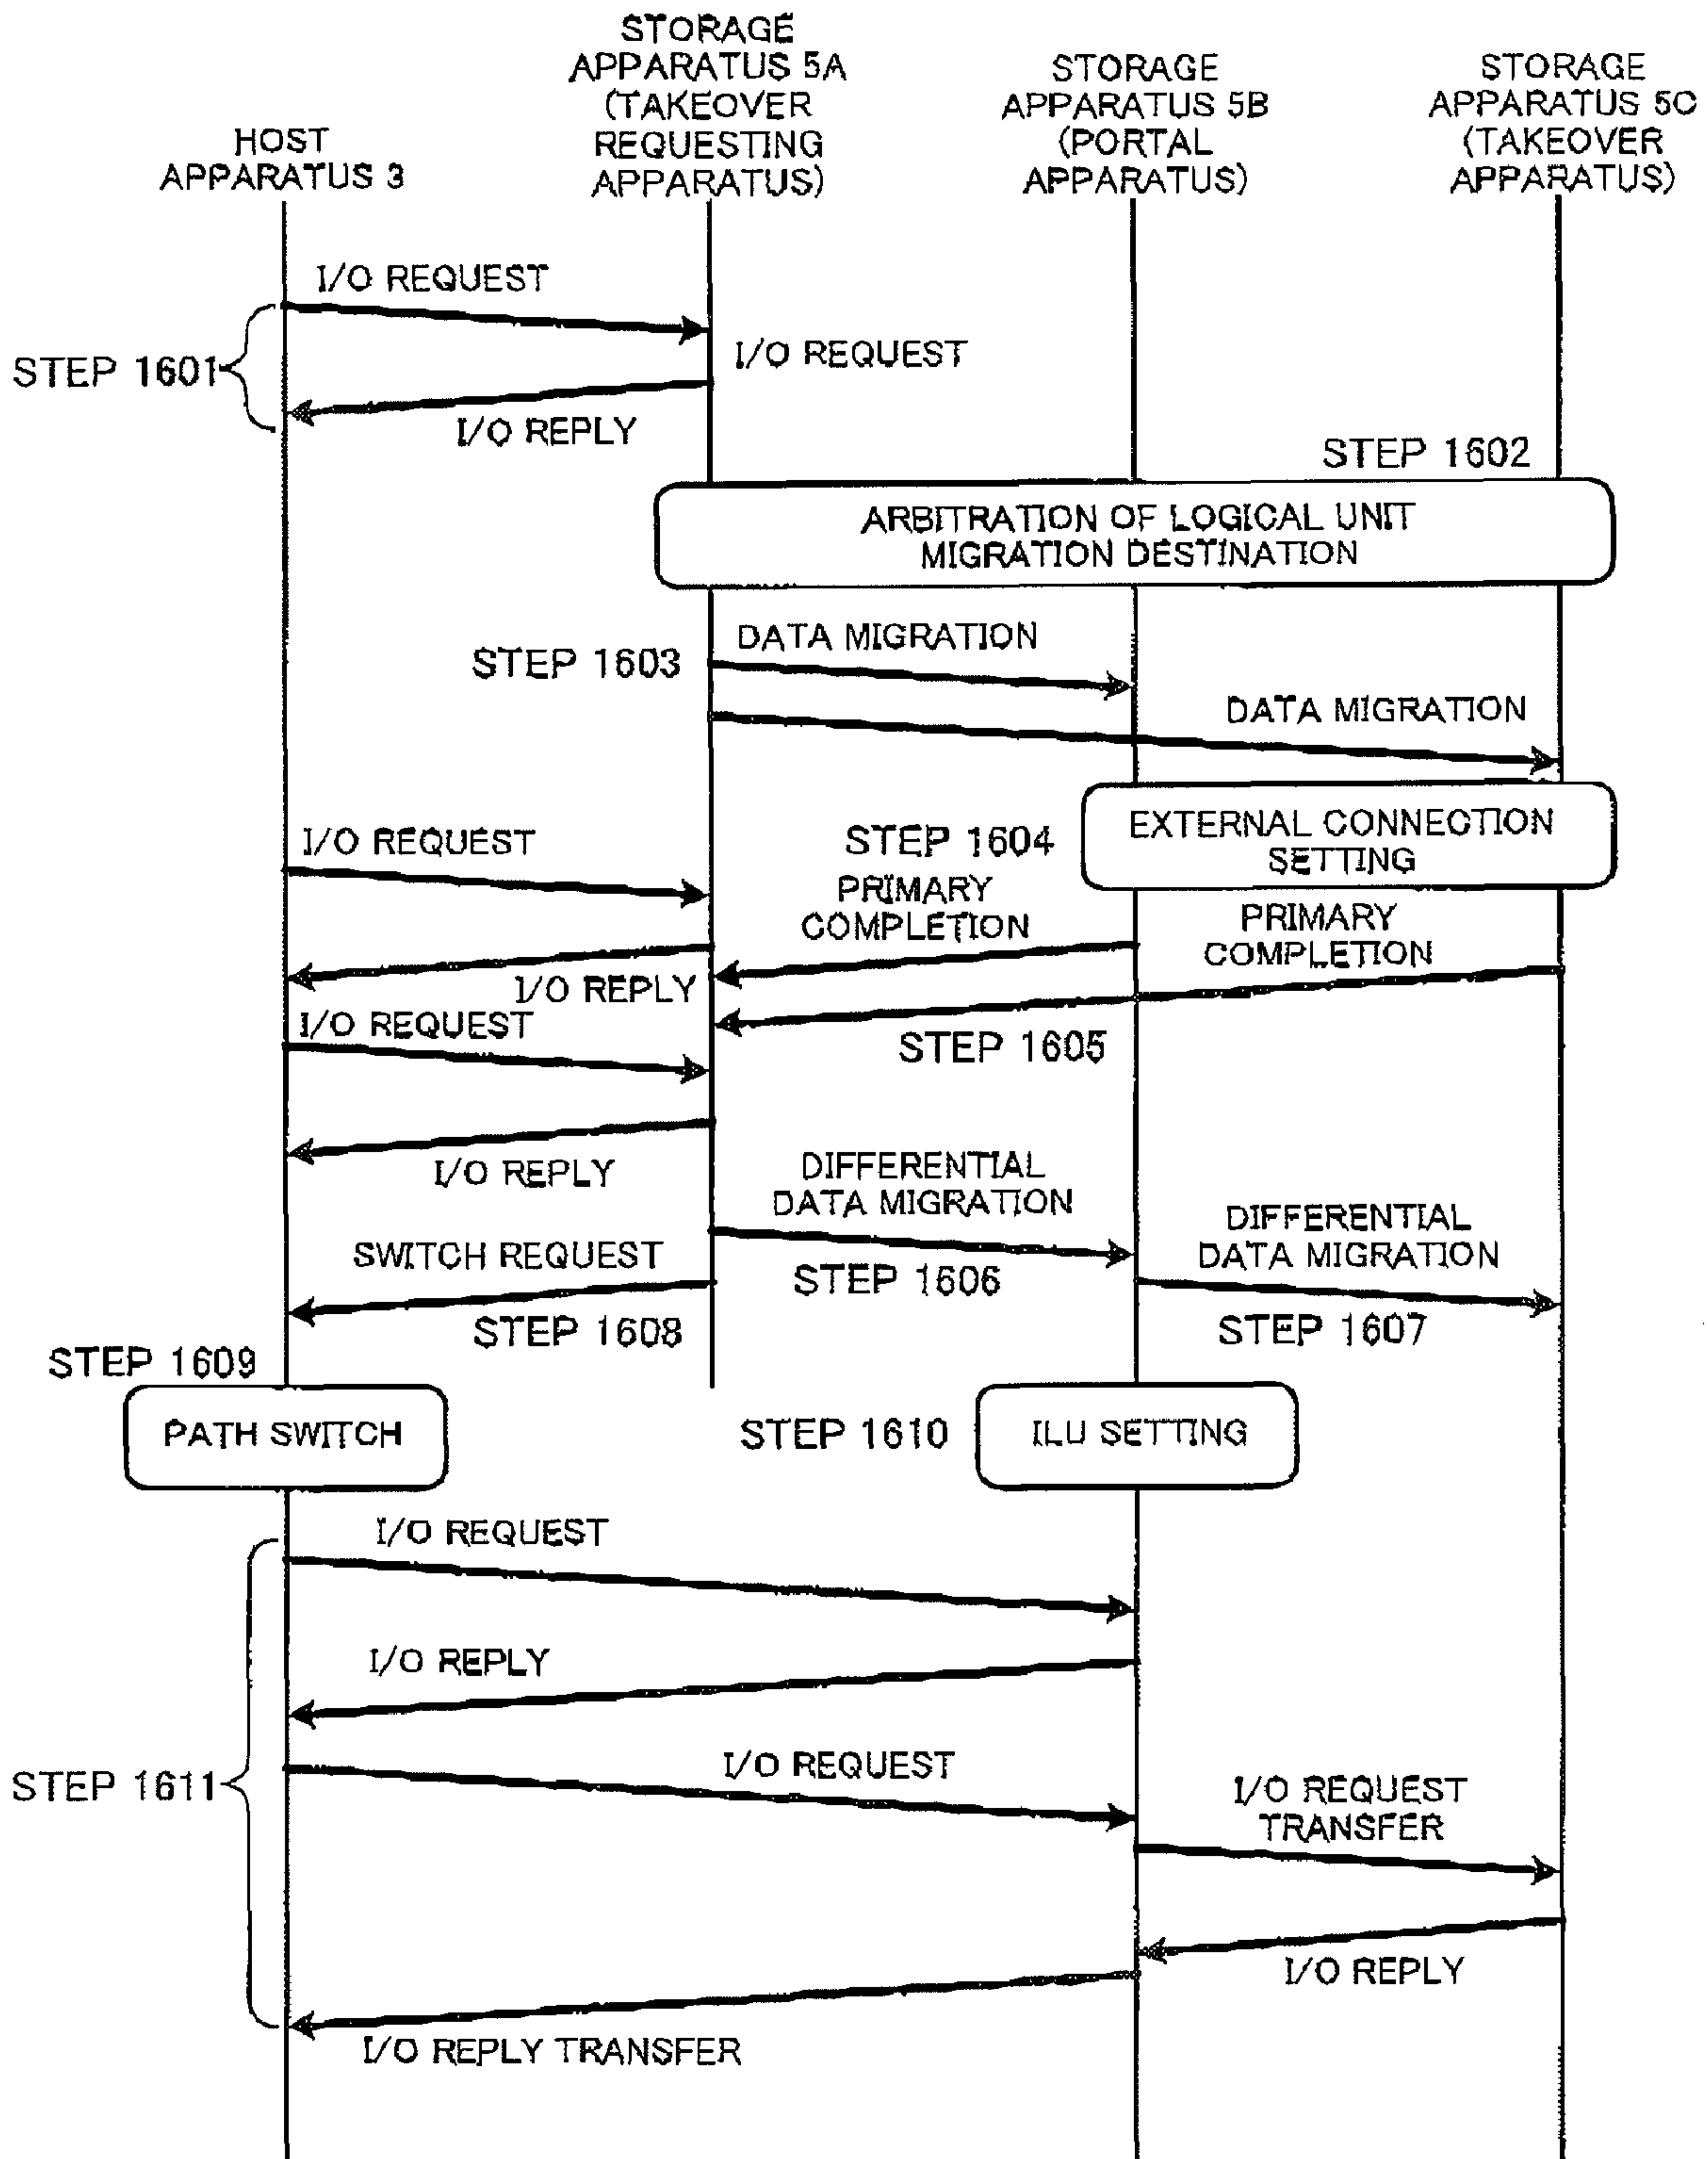 HOST
APPARATUS 3
STORAGE
APPARATUS 5A
(TAKEOVER
REQUESTING
APPARATUS)
STORAGE
APPARATUS 5B
(PORTAL
APPARATUS)
STORAGE
APPARATUS 5C
(TAKEOVER
APPARATUS)
I/O REQUEST
STEP 1601
I/O REQUEST
I/O REPLY
STEP 1602
ARBITRATION OF LOGICAL UNIT
MIGRATION DESTINATION
DATA MIGRATION
STEP 1603
DATA MIGRATION
EXTERNAL CONNECTION
SETTING
I/O REQUEST
STEP 1604
PRIMARY
COMPLETION
PRIMARY
COMPLETION
I/O REPLY
I/O REQUEST
STEP 1605
I/O REPLY
DIFFERENTIAL
DATA MIGRATION
DIFFERENTIAL
DATA MIGRATION
SWITCH REQUEST
STEP 1606
STEP 1608
STEP 1607
STEP 1609
PATH SWITCH
STEP 1610
ILU SETTING
I/O REQUEST
I/O REPLY
STEP 1611
I/O REQUEST
I/O REQUEST
TRANSFER
I/O REPLY
I/O REPLY TRANSFER